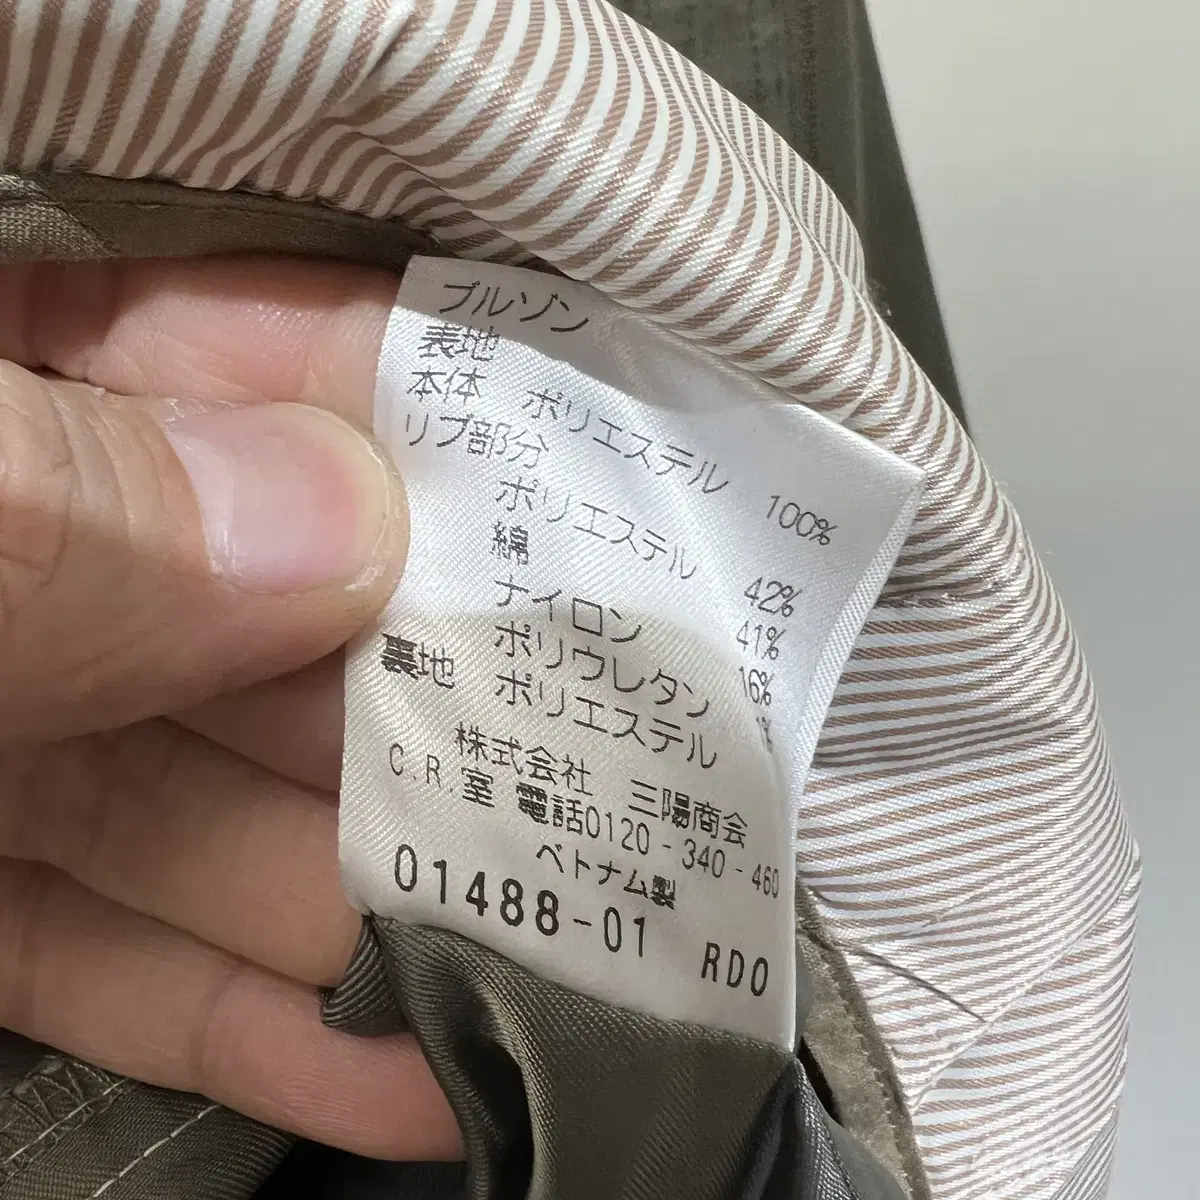 ブルゾン
表地
本体 ポリエステル 100%
リブ部分
ポリエステル 42%
綿 41%
ナイロン 16%
ポリウレタン 1%
裏地 ポリエステル
株式会社 三陽商会
C.R.室 電話0120-340-460
ベトナム製
01488-01 RDO